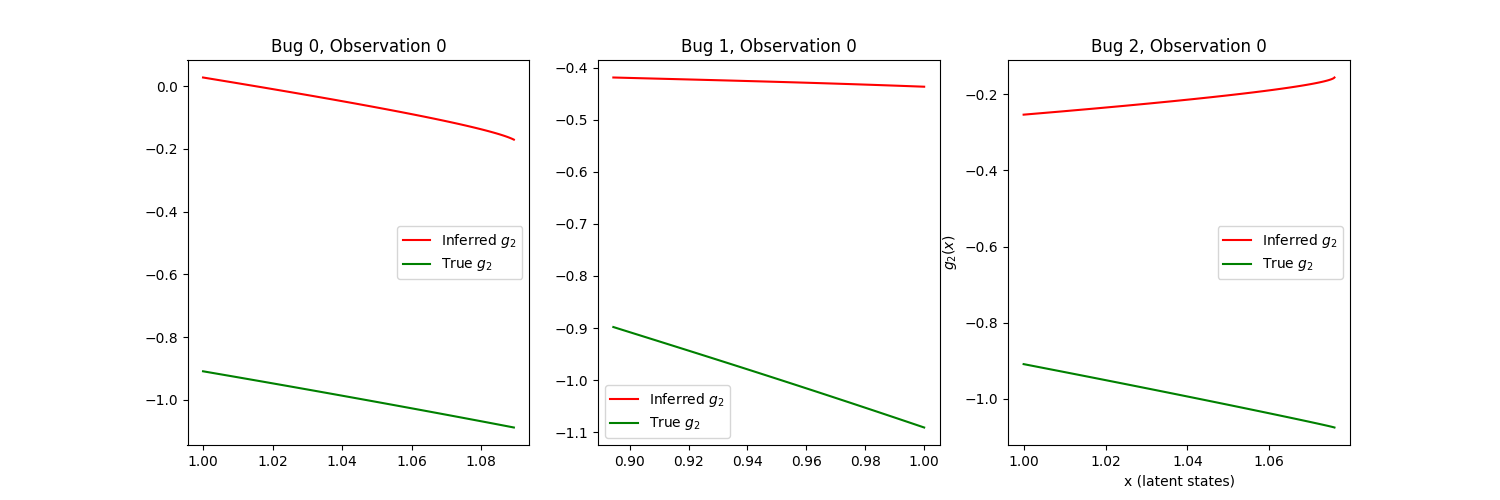 Bug 0, Observation 0
0.0
−0.2
−0.4
−0.6
−0.8
−1.0
1.00 1.02 1.04 1.06 1.08
Inferred g₂
True g₂
Bug 1, Observation 0
−0.4
−0.5
−0.6
−0.7
−0.8
−0.9
−1.0
−1.1
0.90 0.92 0.94 0.96 0.98 1.00
Inferred g₂
True g₂
Bug 2, Observation 0
g₂(x)
−0.2
−0.4
−0.6
−0.8
−1.0
1.00 1.02 1.04 1.06
x (latent states)
Inferred g₂
True g₂